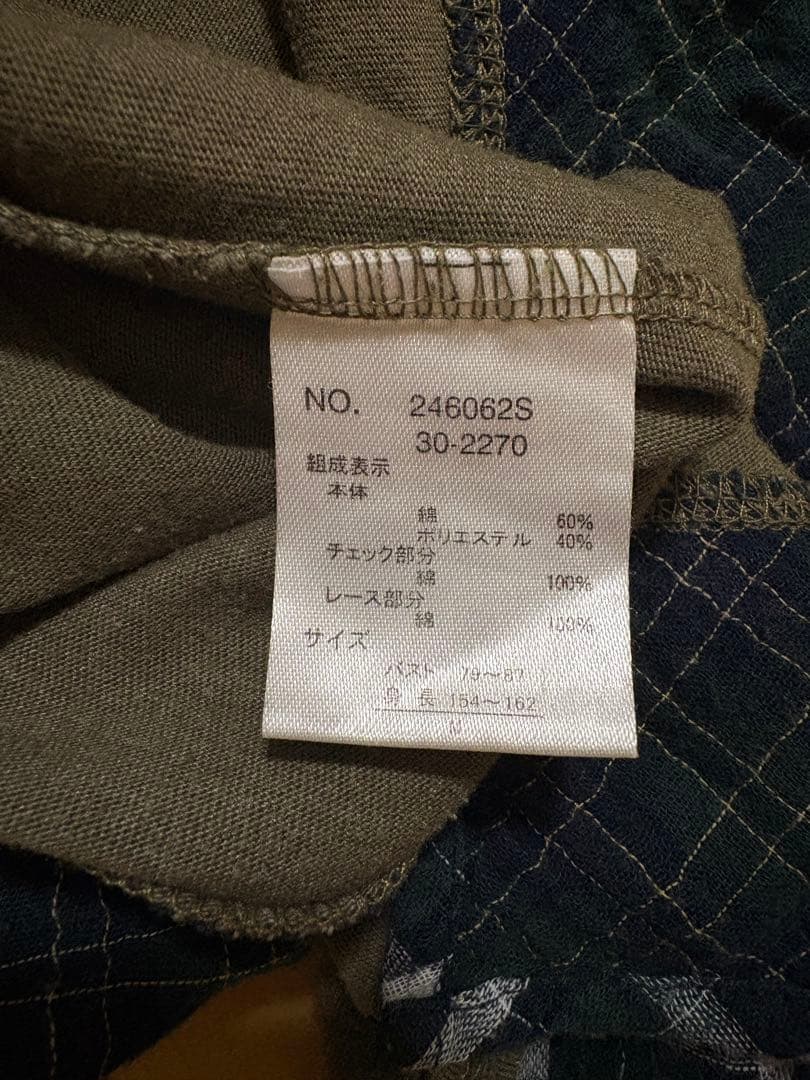 NO. 246062S
30-2270
組成表示
本体
綿 60%
ポリエステル 40%
チェック部分
綿 100%
レース部分
綿 100%
サイズ
バスト 79～87
身長 154～162
M